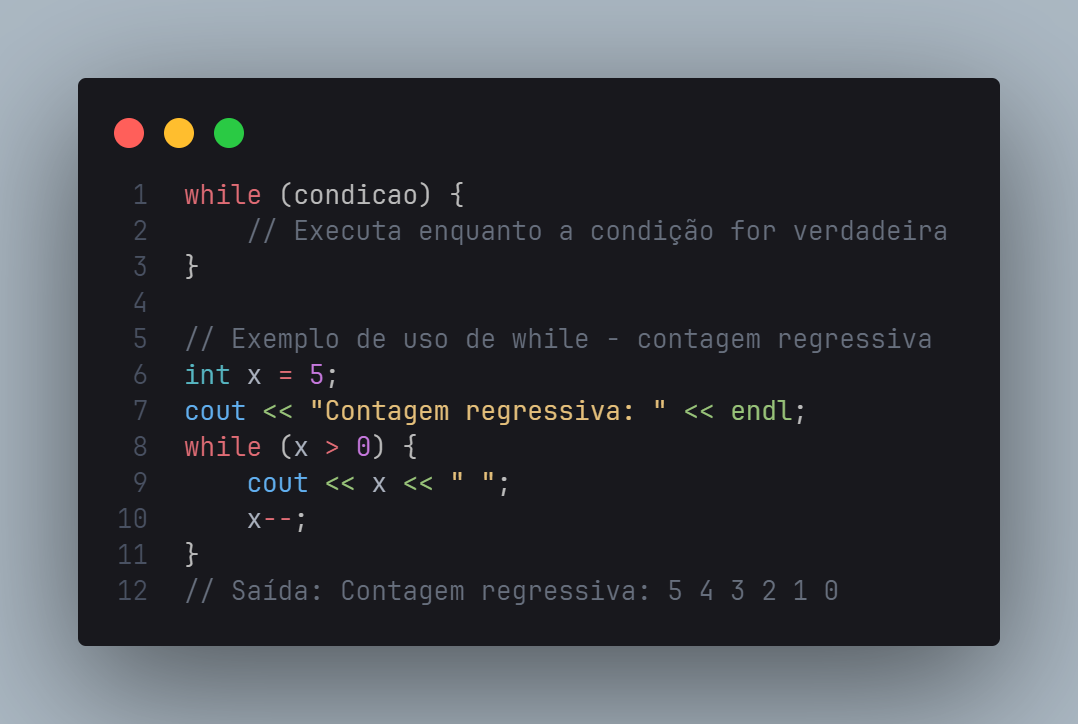 1 while (condicao) {
2     // Executa enquanto a condição for verdadeira
3 }
4
5 // Exemplo de uso de while - contagem regressiva
6 int x = 5;
7 cout << "Contagem regressiva: " << endl;
8 while (x > 0) {
9     cout << x << " ";
10     x--;
11 }
12 // Saída: Contagem regressiva: 5 4 3 2 1 0